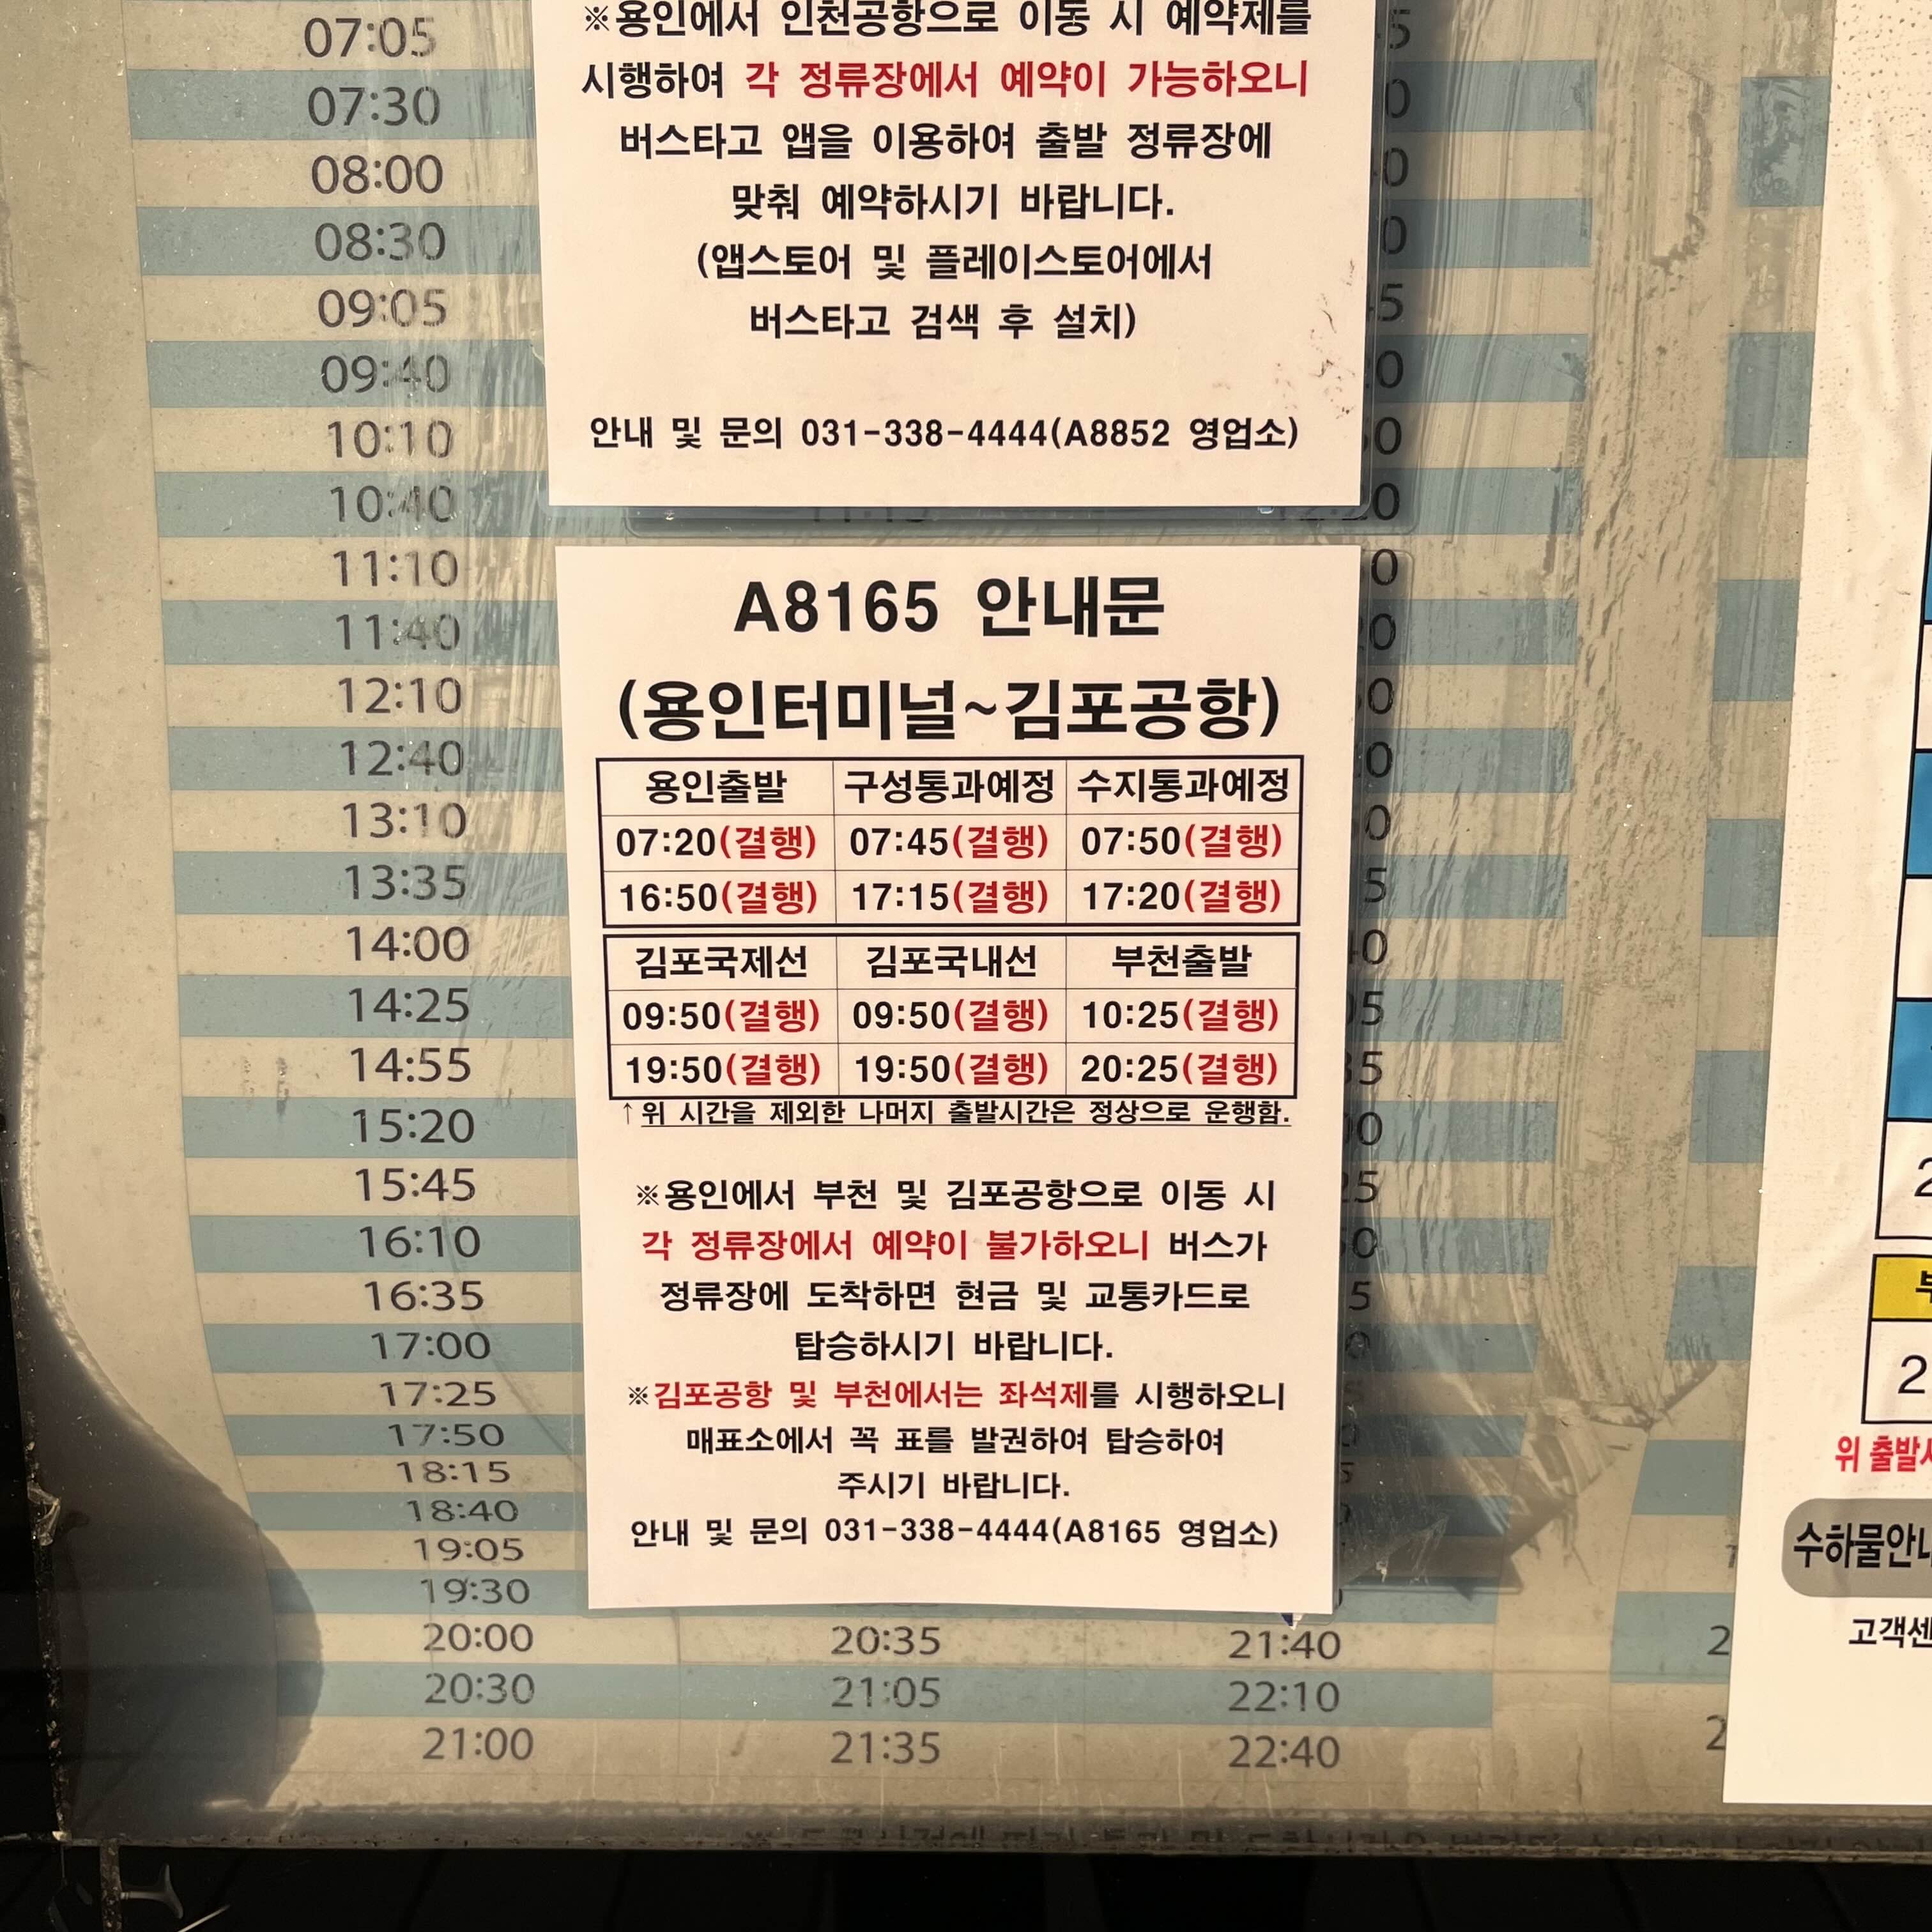 ※용인에서 인천공항으로 이동 시 예약제를
시행하여 각 정류장에서 예약이 가능하오니
버스타고 앱을 이용하여 출발 정류장에
맞춰 예약하시기 바랍니다.
(앱스토어 및 플레이스토어에서
버스타고 검색 후 설치)
안내 및 문의 031-338-4444(A8852 영업소)
A8165 안내문
(용인터미널~김포공항)
용인출발 구성통과예정 수지통과예정
07:20(결행) 07:45(결행) 07:50(결행)
16:50(결행) 17:15(결행) 17:20(결행)
김포국제선 김포국내선 부천출발
09:50(결행) 09:50(결행) 10:25(결행)
19:50(결행) 19:50(결행) 20:25(결행)
↑위 시간을 제외한 나머지 출발시간은 정상으로 운행함.
※용인에서 부천 및 김포공항으로 이동 시
각 정류장에서 예약이 불가하오니 버스가
정류장에 도착하면 현금 및 교통카드로
탑승하시기 바랍니다.
※김포공항 및 부천에서는 좌석제를 시행하오니
매표소에서 꼭 표를 발권하여 탑승하여
주시기 바랍니다.
안내 및 문의 031-338-4444(A8165 영업소)
07:05
07:30
08:00
08:30
09:05
09:40
10:10
10:40
11:10
11:40
12:10
12:40
13:10
13:35
14:00
14:25
14:55
15:20
15:45
16:10
16:35
17:00
17:25
17:50
18:15
18:40
19:05
19:30
20:00 20:35 21:40
20:30 21:05 22:10
21:00 21:35 22:40
위
수하물안내